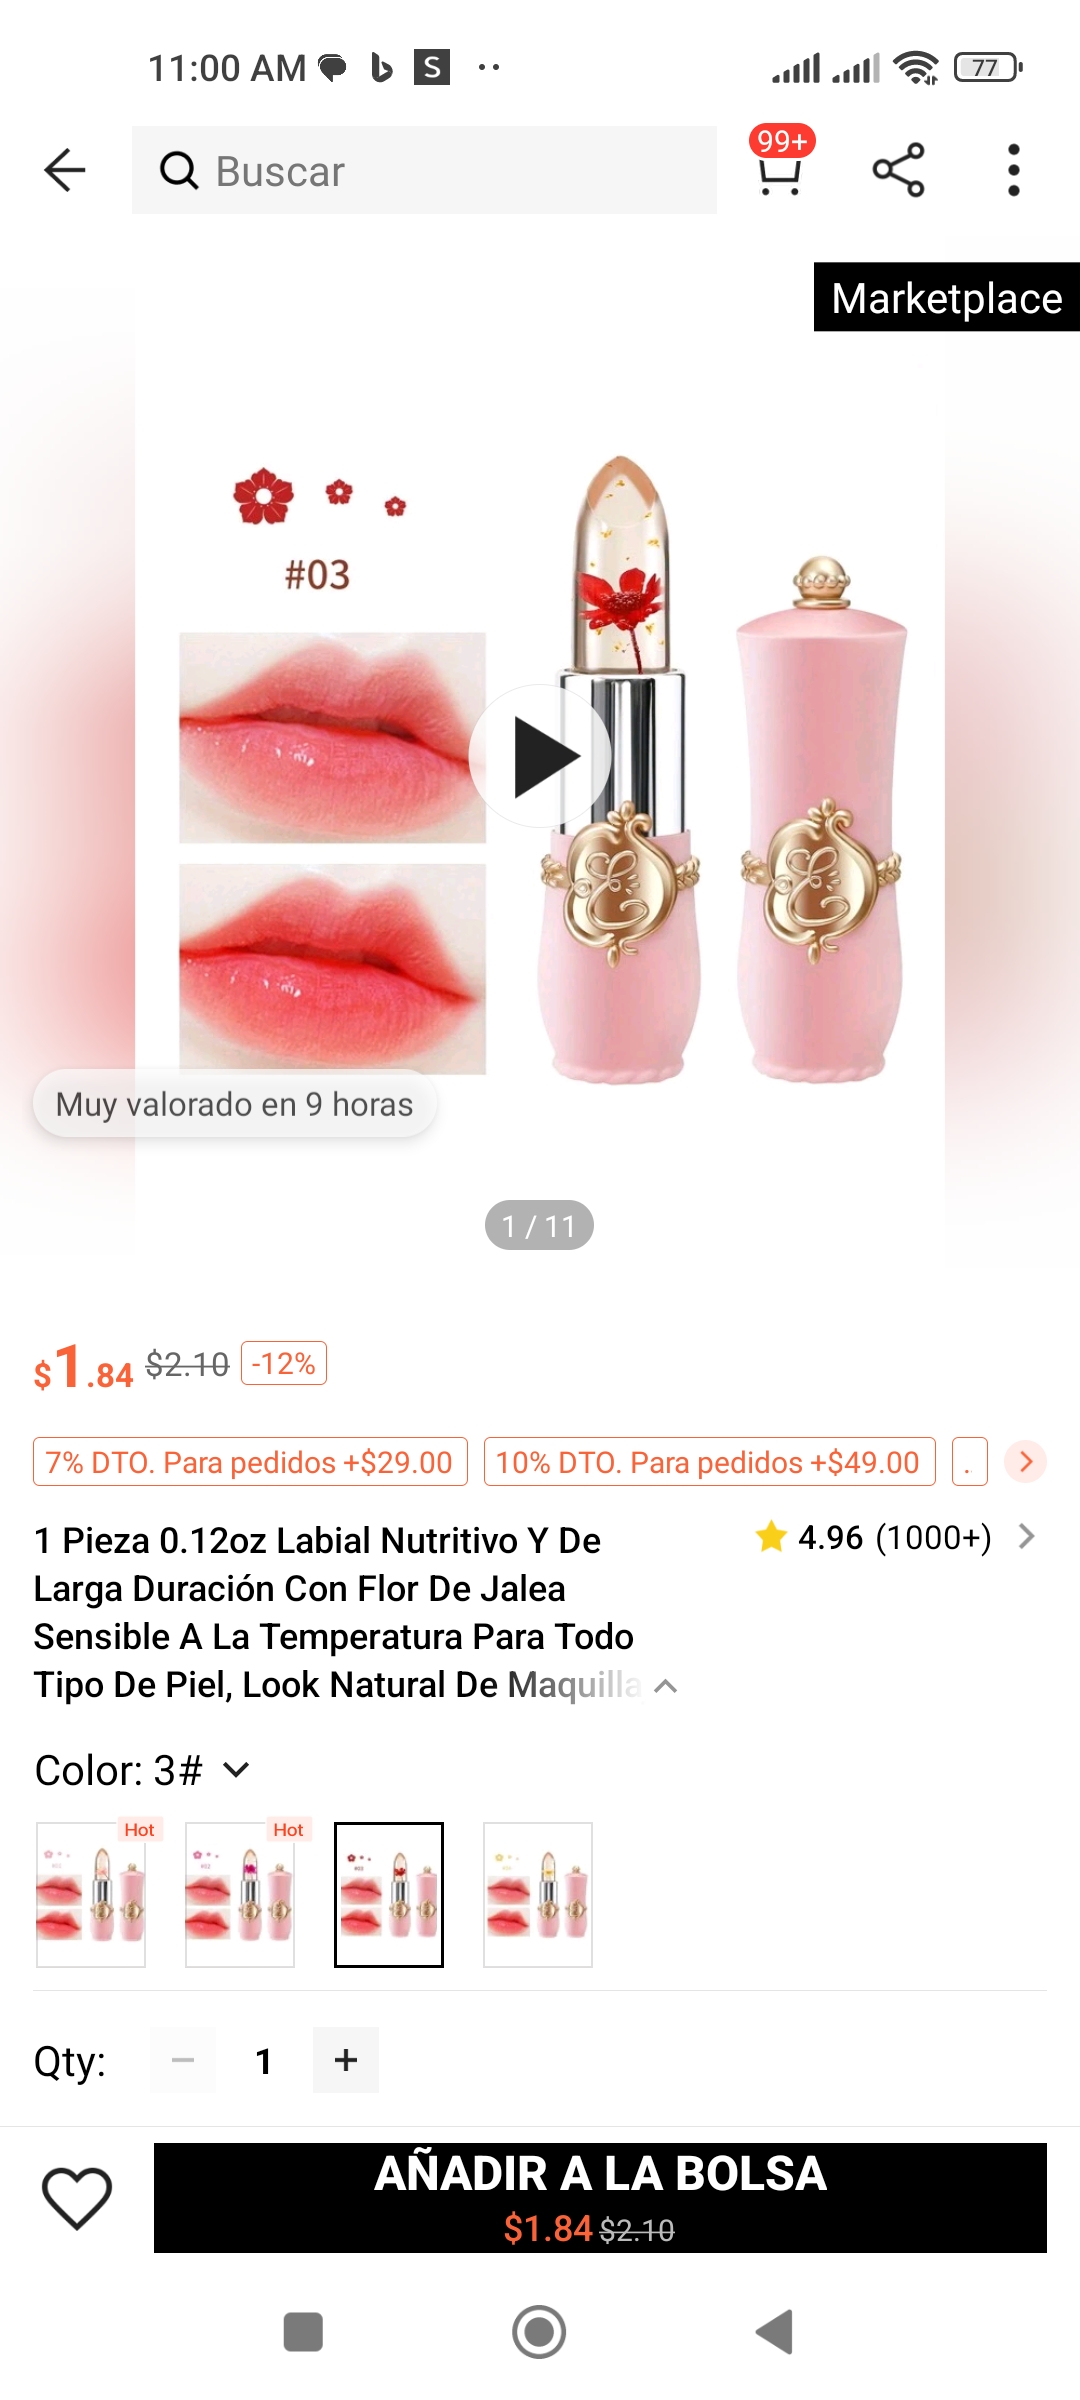 11:00 AM
S
77
Buscar
99+
Marketplace
#03
Muy valorado en 9 horas
1 / 11
$1.84 $2.10 -12%
7% DTO. Para pedidos +$29.00
10% DTO. Para pedidos +$49.00
.
1 Pieza 0.12oz Labial Nutritivo Y De
Larga Duración Con Flor De Jalea
Sensible A La Temperatura Para Todo
Tipo De Piel, Look Natural De Maquilla
4.96 (1000+)
Color: 3#
Hot
Hot
Qty:
1
AÑADIR A LA BOLSA
$1.84 $2.10